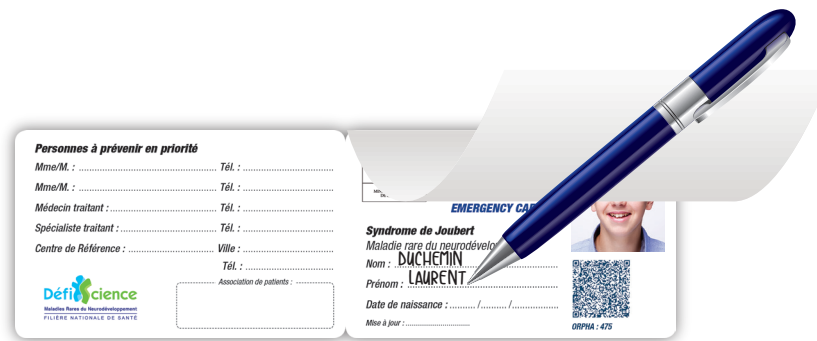 Personnes à prévenir en priorité
Mme/M. : ........................................................ Tél. : .....................................
Mme/M. : ........................................................ Tél. : .....................................
Médecin traitant : ...................................... Tél. : .....................................
Spécialiste traitant : .................................. Tél. : .....................................
Centre de Référence : ................................... Ville : .....................................
Tél. : .....................................
Association de patients :
DéfiScience
Maladies Rares du Neurodéveloppement
FILIÈRE NATIONALE DE SANTÉ
EMERGENCY CA
Syndrome de Joubert
Maladie rare du neurodévelo
Nom : DUCHEMIN
Prénom : LAURENT
Date de naissance : ......... /.......... /................
Mise à jour : .............................
ORPHA : 475